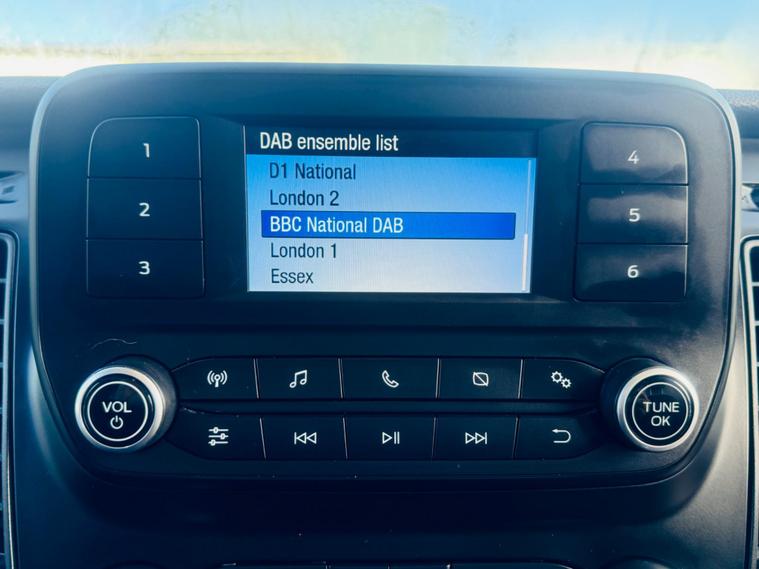 DAB ensemble list
D1 National
London 2
BBC National DAB
London 1
Essex
1
2
3
4
5
6
VOL
TUNE
OK